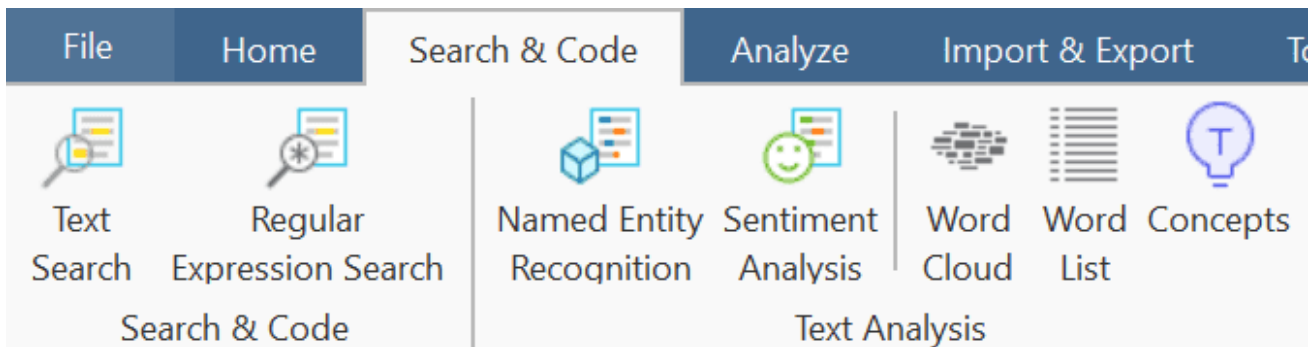 File Home Search & Code Analyze Import & Export
Text Regular Named Entity Sentiment Word Word Concepts
Search Expression Search Recognition Analysis Cloud List
Search & Code Text Analysis